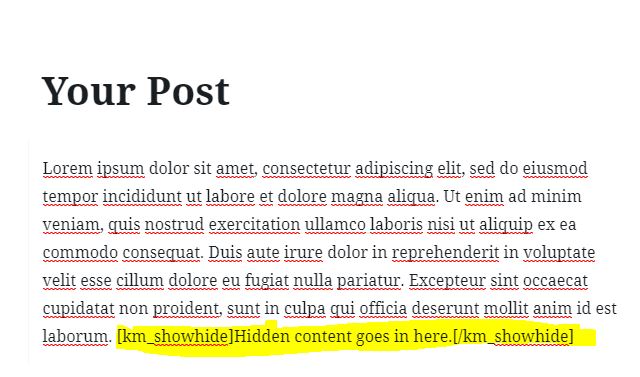 Your Post
Lorem ipsum dolor sit amet, consectetur adipiscing elit, sed do eiusmod
tempor incididunt ut labore et dolore magna aliqua. Ut enim ad minim
veniam, quis nostrud exercitation ullamco laboris nisi ut aliquip ex ea
commodo consequat. Duis aute irure dolor in reprehenderit in voluptate
velit esse cillum dolore eu fugiat nulla pariatur. Excepteur sint occaecat
cupidatat non proident, sunt in culpa qui officia deserunt mollit anim id est
laborum. [km_showhide]Hidden content goes in here.[/km_showhide]